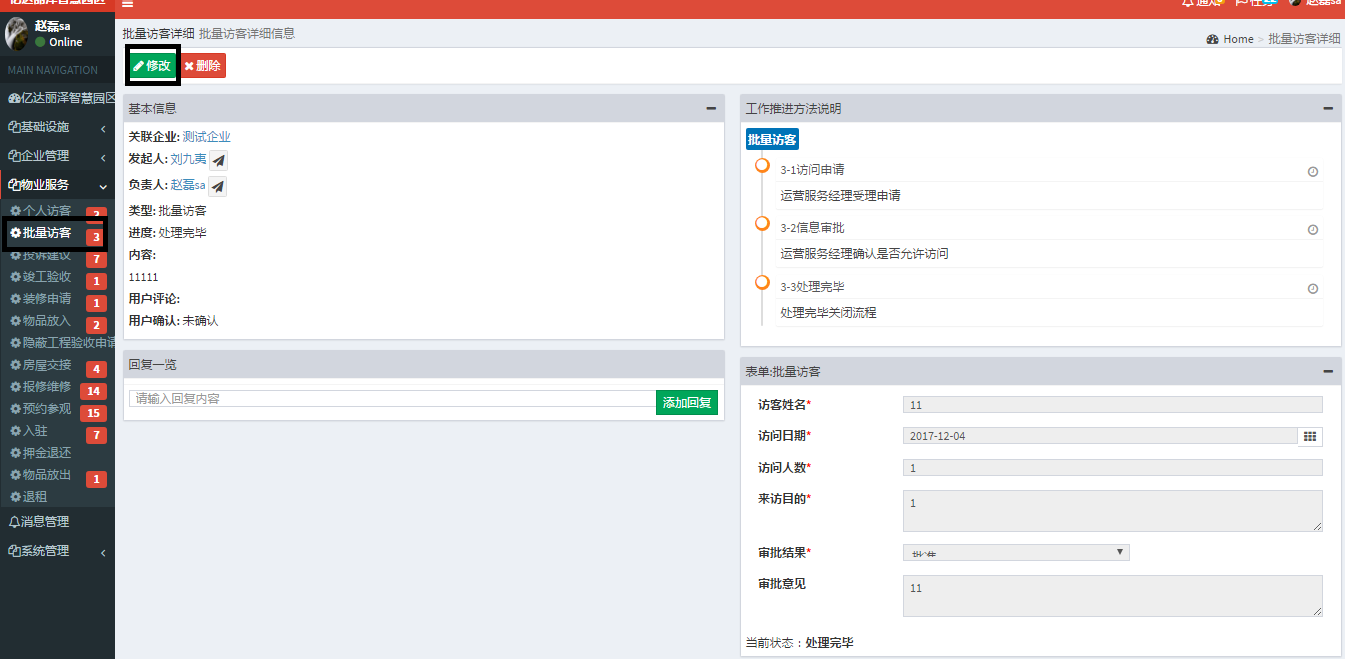 亿达丽泽智慧园区
通知
任务
赵磊sa
赵磊sa
Online
MAIN NAVIGATION
亿达丽泽智慧园区
基础设施
企业管理
物业服务
个人访客 2
批量访客 3
投诉建议 7
竣工验收 1
装修申请 1
物品放入 2
隐蔽工程验收申请
房屋交接 4
报修维修 14
预约参观 15
入驻 7
押金退还
物品放出 1
退租
消息管理
系统管理
批量访客详细 批量访客详细信息
Home > 批量访客详细
修改 删除
基本信息
关联企业: 测试企业
发起人: 刘九夷
负责人: 赵磊sa
类型: 批量访客
进度: 处理完毕
内容:
11111
用户评论:
用户确认: 未确认
回复一览
请输入回复内容 添加回复
工作推进方法说明
批量访客
3-1访问申请
运营服务经理受理申请
3-2信息审批
运营服务经理确认是否允许访问
3-3处理完毕
处理完毕关闭流程
表单:批量访客
访客姓名* 11
访问日期* 2017-12-04
访问人数* 1
来访目的* 1
审批结果* 批准
审批意见 11
当前状态：处理完毕